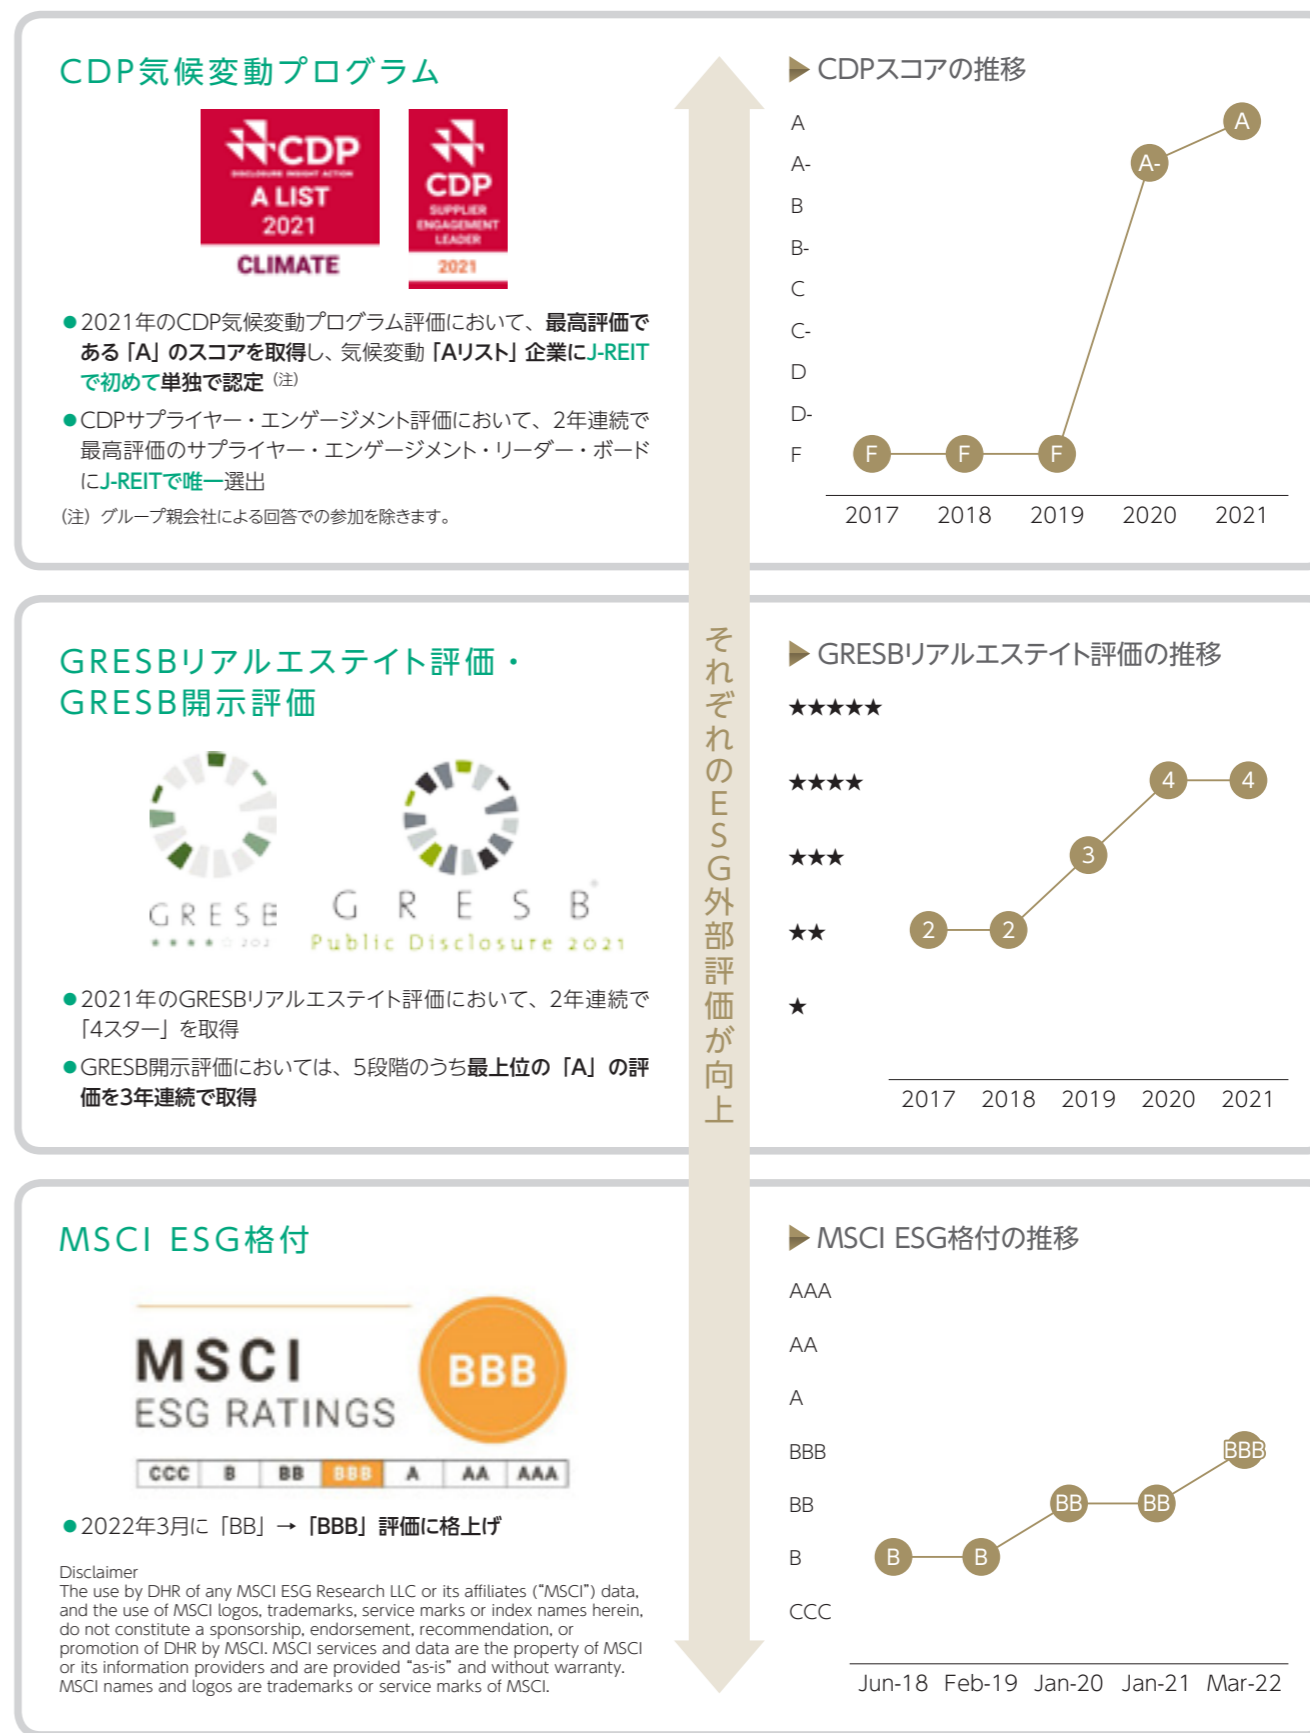 CDP気候変動プログラム
CDP
DISCLOSURE INSIGHT ACTION
A LIST
2021
CLIMATE
CDP
SUPPLIER
ENGAGEMENT
LEADER
2021
●2021年のCDP気候変動プログラム評価において、最高評価で
ある「A」のスコアを取得し、気候変動「Aリスト」企業にJ-REIT
で初めて単独で認定(注)
●CDPサプライヤー・エンゲージメント評価において、2年連続で
最高評価のサプライヤー・エンゲージメント・リーダー・ボード
にJ-REITで唯一選出
(注) グループ親会社による回答での参加を除きます。
▶CDPスコアの推移
A
A-
B
B-
C
C-
D
D-
F
F
F
F
A-
A
2017 2018 2019 2020 2021
それぞれのESG外部評価が向上
GRESBリアルエステイト評価・
GRESB開示評価
GRESB
★★★★☆ 202
GRESB®
Public Disclosure 2021
●2021年のGRESBリアルエステイト評価において、2年連続で
「4スター」を取得
●GRESB開示評価においては、5段階のうち最上位の「A」の評
価を3年連続で取得
▶GRESBリアルエステイト評価の推移
★★★★★
★★★★
★★★
★★
★
2
2
3
4
4
2017 2018 2019 2020 2021
MSCI ESG格付
MSCI
ESG RATINGS
BBB
CCC B BB BBB A AA AAA
●2022年3月に「BB」→「BBB」評価に格上げ
Disclaimer
The use by DHR of any MSCI ESG Research LLC or its affiliates (“MSCI”) data,
and the use of MSCI logos, trademarks, service marks or index names herein,
do not constitute a sponsorship, endorsement, recommendation, or
promotion of DHR by MSCI. MSCI services and data are the property of MSCI
or its information providers and are provided “as-is” and without warranty.
MSCI names and logos are trademarks or service marks of MSCI.
▶MSCI ESG格付の推移
AAA
AA
A
BBB
BB
B
CCC
B
B
BB
BB
BBB
Jun-18 Feb-19 Jan-20 Jan-21 Mar-22